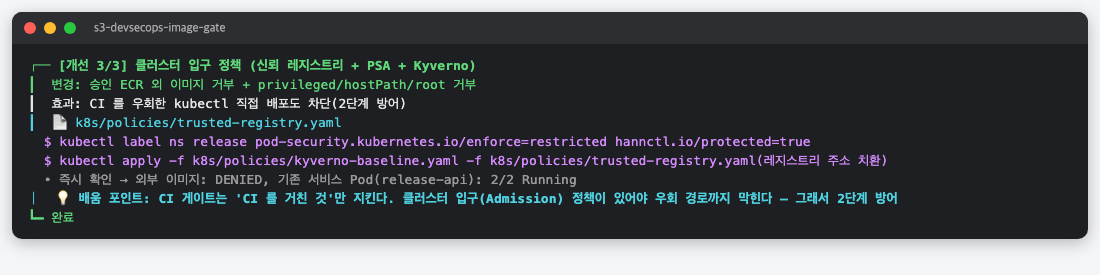 s3-devsecops-image-gate
[개선 3/3] 클러스터 입구 정책 (신뢰 레지스트리 + PSA + Kyverno)
변경: 승인 ECR 외 이미지 거부 + privileged/hostPath/root 거부
효과: CI 를 우회한 kubectl 직접 배포도 차단(2단계 방어)
📄 k8s/policies/trusted-registry.yaml
$ kubectl label ns release pod-security.kubernetes.io/enforce=restricted hannctl.io/protected=true
$ kubectl apply -f k8s/policies/kyverno-baseline.yaml -f k8s/policies/trusted-registry.yaml(레지스트리 주소 치환)
• 즉시 확인 → 외부 이미지: DENIED, 기존 서비스 Pod(release-api): 2/2 Running
💡 배움 포인트: CI 게이트는 'CI 를 거친 것'만 지킨다. 클러스터 입구(Admission) 정책이 있어야 우회 경로까지 막힌다 — 그래서 2단계 방어
완료